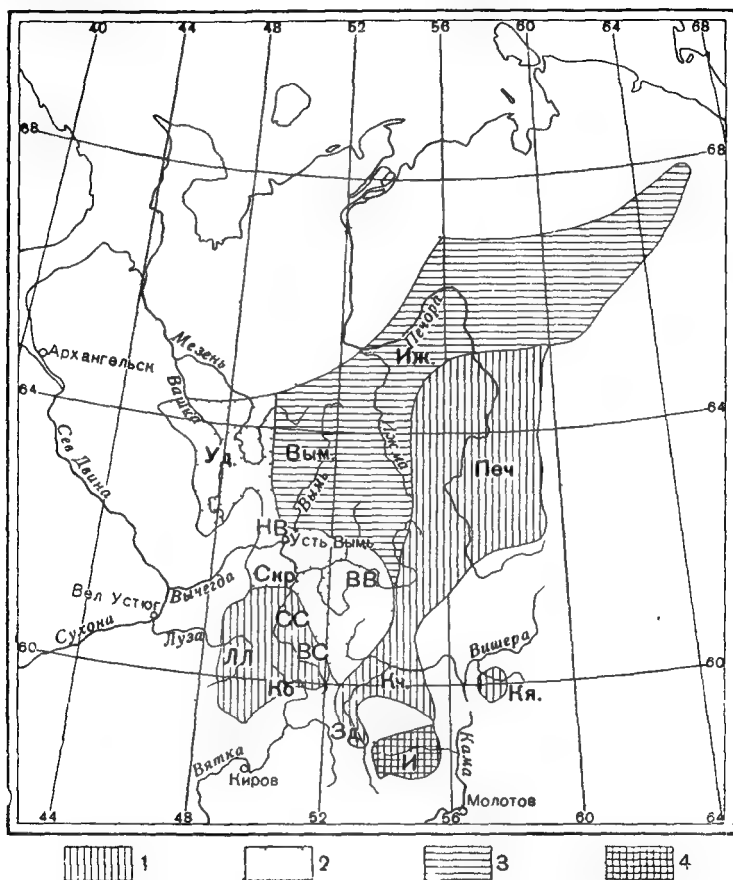 40 44 48 52 56 60 64 68
68 68
Печора
Иж.
Мезень
Архангельск
Вашка
64 64
Сев Двина
Уд.
Вым.
Ижма
Печ
Вымь
НВ
Усть Вымь
Скр.
ВВ
Вычегда
Вел Устюг
СС
Сухона
Луза
Вишера
60 60
ЛЛ
ВС
Кб
Кч.
Кя.
Зд.
Вятка
Киров
И
Кама
Молотов
44 48 52 56 60 64
1 2 3 4